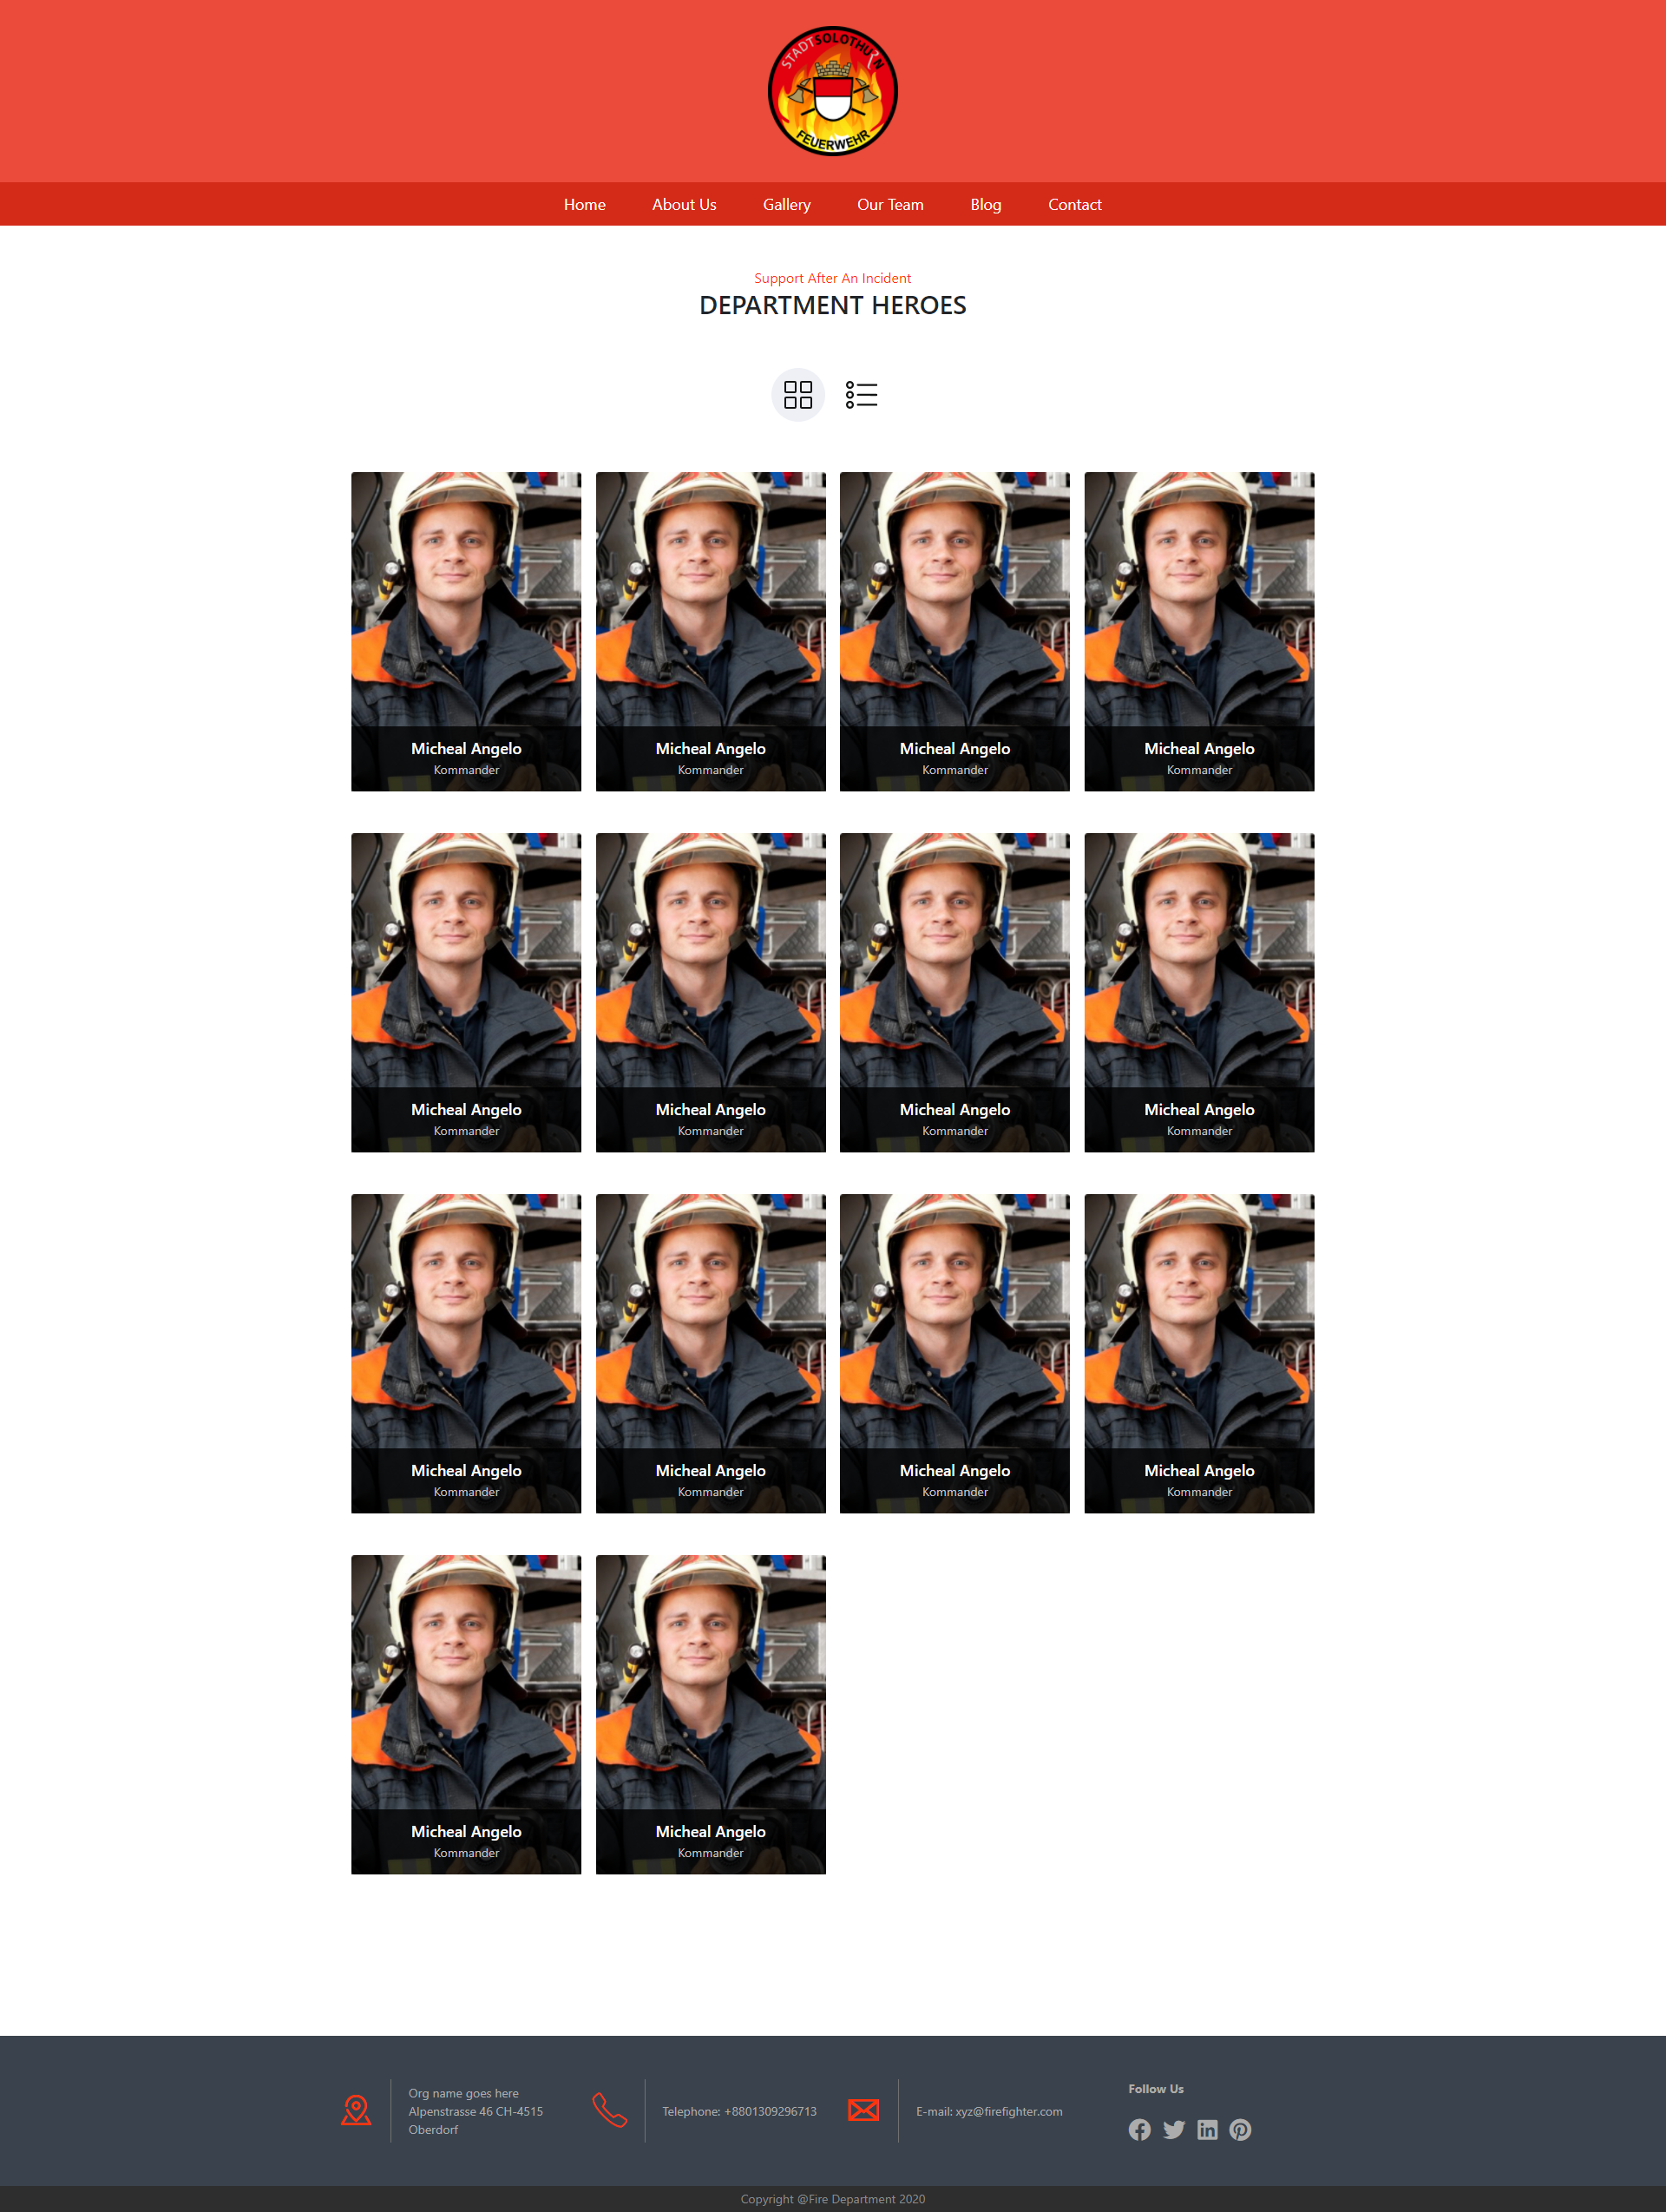 STADTSOLOTHURN
FEUERWEHR
Home About Us Gallery Our Team Blog Contact
Support After An Incident
DEPARTMENT HEROES
Micheal Angelo Micheal Angelo Micheal Angelo Micheal Angelo
Kommander Kommander Kommander Kommander
Micheal Angelo Micheal Angelo Micheal Angelo Micheal Angelo
Kommander Kommander Kommander Kommander
Micheal Angelo Micheal Angelo Micheal Angelo Micheal Angelo
Kommander Kommander Kommander Kommander
Micheal Angelo Micheal Angelo
Kommander Kommander
Org name goes here
Alpenstrasse 46 CH-4515
Oberdorf
Telephone: +8801309296713
E-mail: xyz@firefighter.com
Follow Us
Copyright @Fire Department 2020